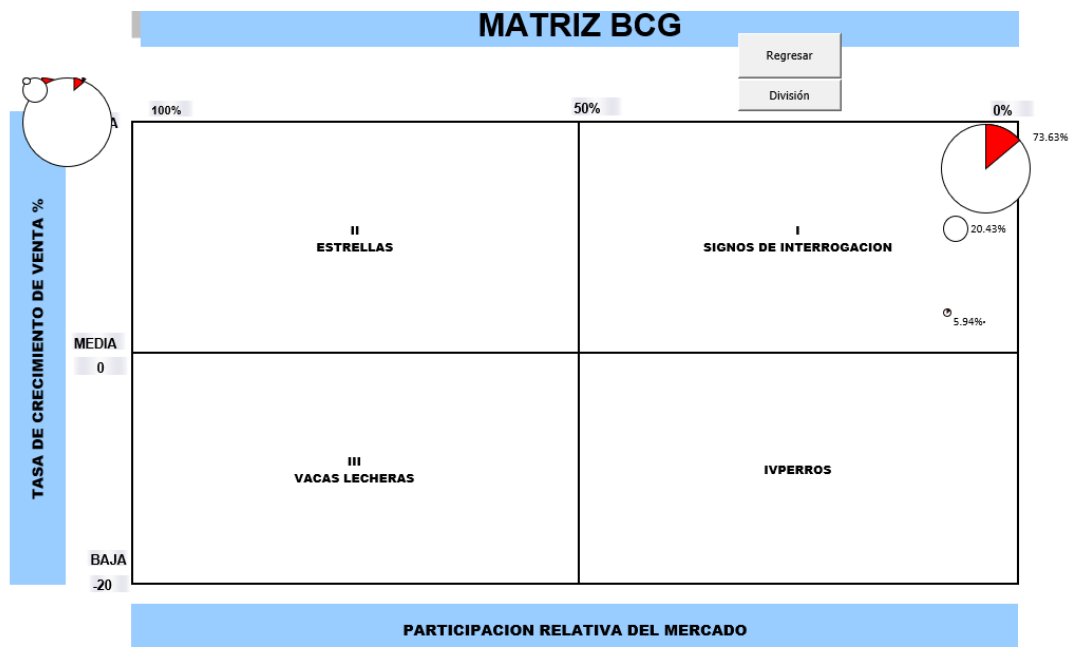 MATRIZ BCG
Regresar
División
100%
50%
0%
A
73.63%
II
ESTRELLAS
I
SIGNOS DE INTERROGACION
20.43%
5.94%
MEDIA
0
TASA DE CRECIMIENTO DE VENTA %
III
VACAS LECHERAS
IVPERROS
BAJA
-20
PARTICIPACION RELATIVA DEL MERCADO